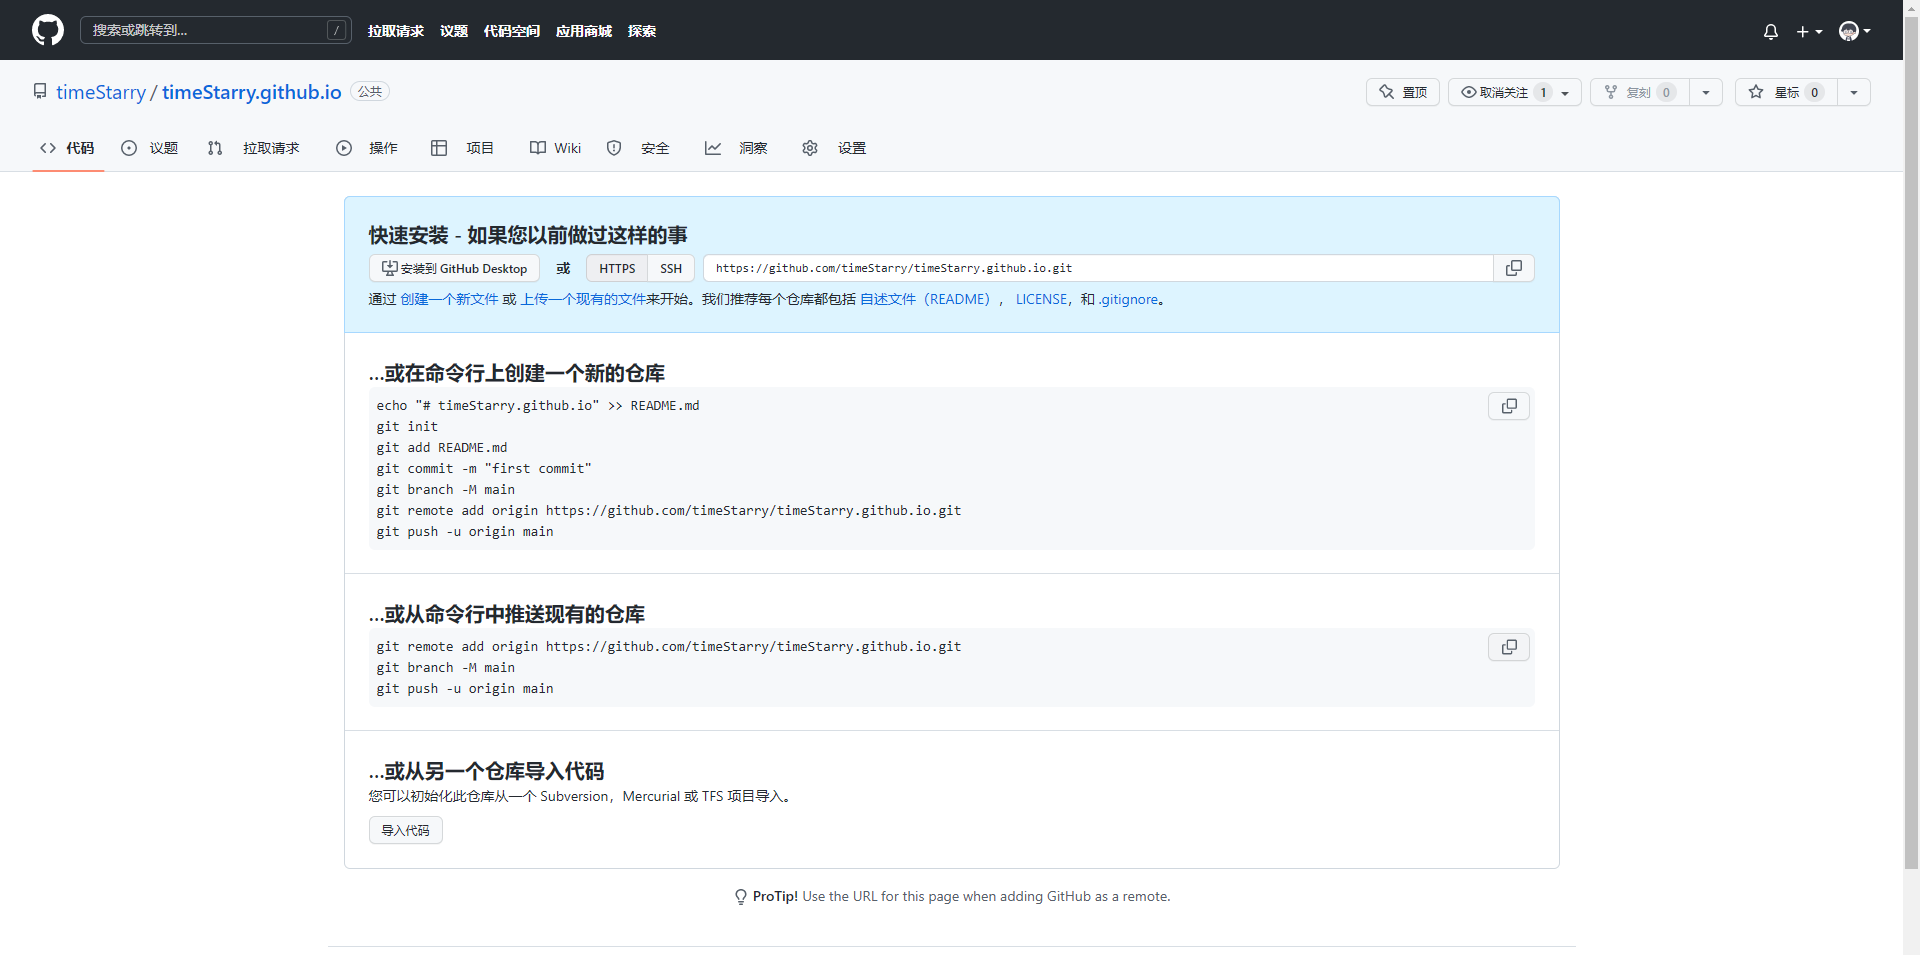 搜索或跳转到... / 拉取请求 议题 代码空间 应用商城 探索
timeStarry / timeStarry.github.io 公共 置顶 取消关注 1 复刻 0 星标 0
代码 议题 拉取请求 操作 项目 Wiki 安全 洞察 设置
快速安装 - 如果您以前做过这样的事
安装到 GitHub Desktop 或 HTTPS SSH https://github.com/timeStarry/timeStarry.github.io.git
通过 创建一个新文件 或 上传一个现有的文件来开始。我们推荐每个仓库都包括 自述文件（README）， LICENSE，和 .gitignore。
...或在命令行上创建一个新的仓库
echo "# timeStarry.github.io" >> README.md
git init
git add README.md
git commit -m "first commit"
git branch -M main
git remote add origin https://github.com/timeStarry/timeStarry.github.io.git
git push -u origin main
...或从命令行中推送现有的仓库
git remote add origin https://github.com/timeStarry/timeStarry.github.io.git
git branch -M main
git push -u origin main
...或从另一个仓库导入代码
您可以初始化此仓库从一个 Subversion，Mercurial 或 TFS 项目导入。
导入代码
ProTip! Use the URL for this page when adding GitHub as a remote.